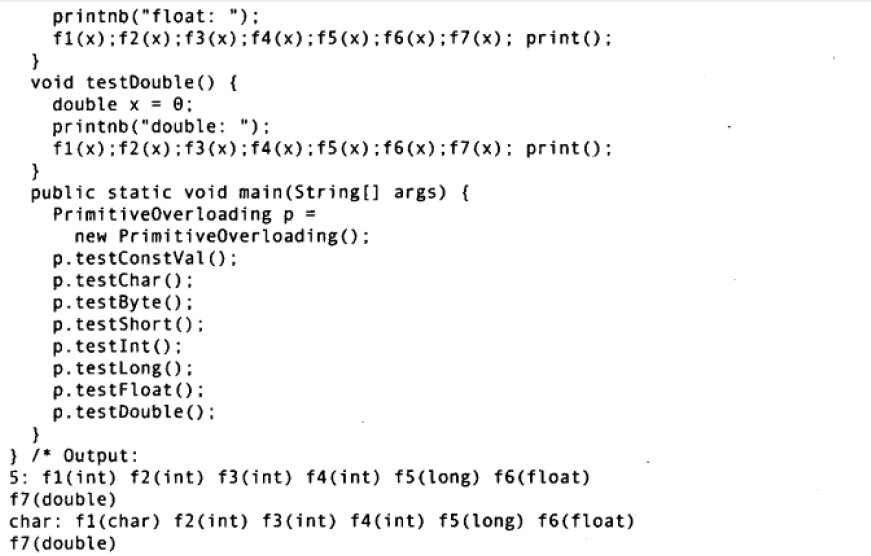 printnb("float: ");
f1(x);f2(x);f3(x);f4(x);f5(x);f6(x);f7(x); print();
}
void testDouble() {
double x = 0;
printnb("double: ");
f1(x);f2(x);f3(x);f4(x);f5(x);f6(x);f7(x); print();
}
public static void main(String[] args) {
PrimitiveOverloading p =
new PrimitiveOverloading();
p.testConstVal();
p.testChar();
p.testByte();
p.testShort();
p.testInt();
p.testLong();
p.testFloat();
p.testDouble();
}
} /* Output:
5: f1(int) f2(int) f3(int) f4(int) f5(long) f6(float)
f7(double)
char: f1(char) f2(int) f3(int) f4(int) f5(long) f6(float)
f7(double)